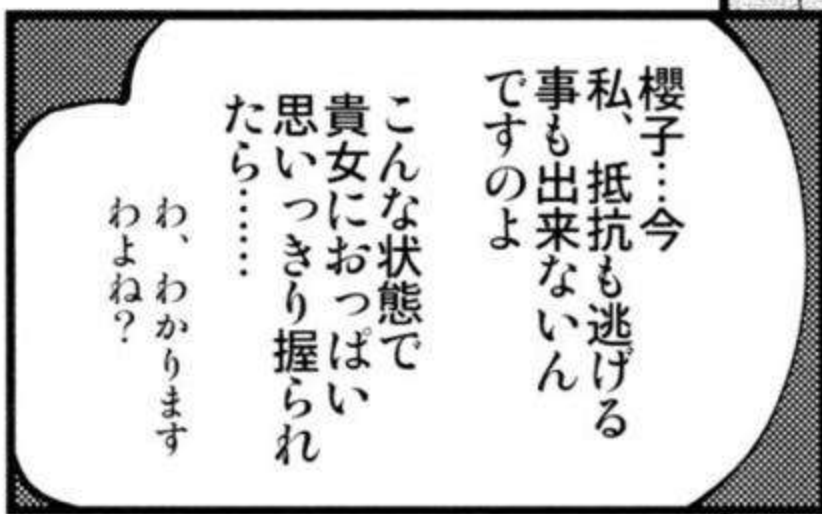 櫻子…今
私、抵抗も逃げる
事も出来ないん
ですのよ
こんな状態で
貴女におっぱい
思いっきり握られ
たら……
わ、わかります
わよね？